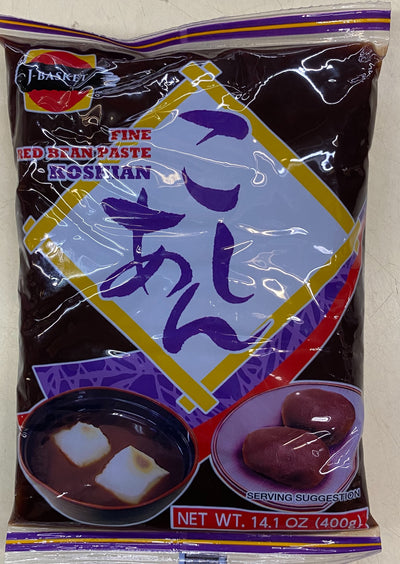 J-BASKET
FINE
RED BEAN PASTE
KOSHIAN
こし
あん
SERVING SUGGESTION
NET WT. 14.1 OZ (400g)